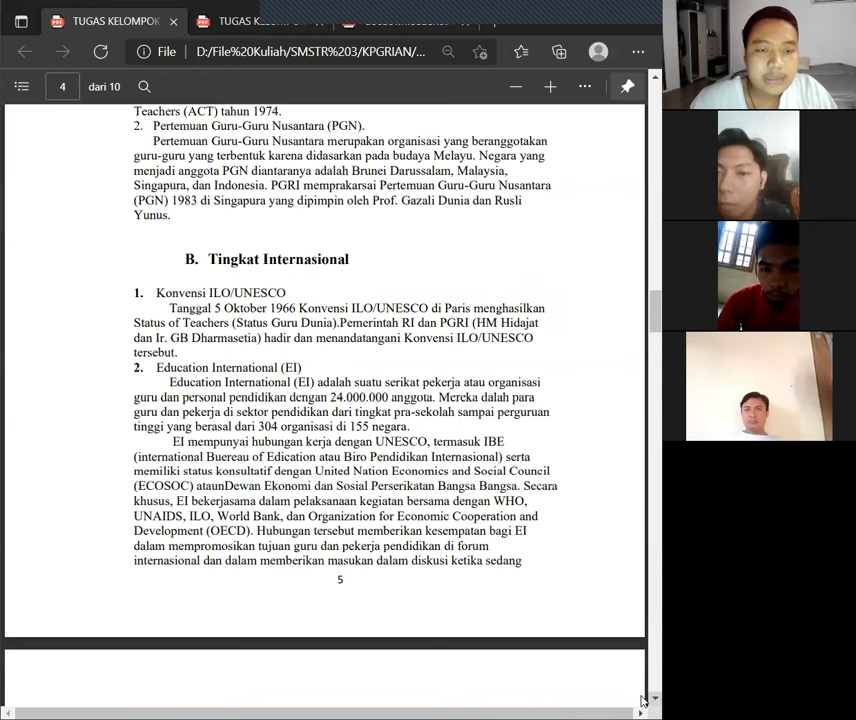 TUGAS KELOMPOK
TUGAS
File
D:/File%20Kuliah/SMSTR%203/KPGRIAN/...
4
dari 10
Teachers (ACT) tahun 1974.
2. Pertemuan Guru-Guru Nusantara (PGN).
Pertemuan Guru-Guru Nusantara merupakan organisasi yang beranggotakan
guru-guru yang terbentuk karena didasarkan pada budaya Melayu. Negara yang
menjadi anggota PGN diantaranya adalah Brunei Darussalam, Malaysia,
Singapura, dan Indonesia. PGRI memprakarsai Pertemuan Guru-Guru Nusantara
(PGN) 1983 di Singapura yang dipimpin oleh Prof. Gazali Dunia dan Rusli
Yunus.
B. Tingkat Internasional
1. Konvensi ILO/UNESCO
Tanggal 5 Oktober 1966 Konvensi ILO/UNESCO di Paris menghasilkan
Status of Teachers (Status Guru Dunia).Pemerintah RI dan PGRI (HM Hidajat
dan Ir. GB Dharmasetia) hadir dan menandatangani Konvensi ILO/UNESCO
tersebut.
2. Education International (EI)
Education International (EI) adalah suatu serikat pekerja atau organisasi
guru dan personal pendidikan dengan 24.000.000 anggota. Mereka dalah para
guru dan pekerja di sektor pendidikan dari tingkat pra-sekolah sampai perguruan
tinggi yang berasal dari 304 organisasi di 155 negara.
EI mempunyai hubungan kerja dengan UNESCO, termasuk IBE
(international Buereau of Edication atau Biro Pendidikan Internasional) serta
memiliki status konsultatif dengan United Nation Economics and Social Council
(ECOSOC) ataunDewan Ekonomi dan Sosial Perserikatan Bangsa Bangsa. Secara
khusus, EI bekerjasama dalam pelaksanaan kegiatan bersama dengan WHO,
UNAIDS, ILO, World Bank, dan Organization for Economic Cooperation and
Development (OECD). Hubungan tersebut memberikan kesempatan bagi EI
dalam mempromosikan tujuan guru dan pekerja pendidikan di forum
internasional dan dalam memberikan masukan dalam diskusi ketika sedang
5